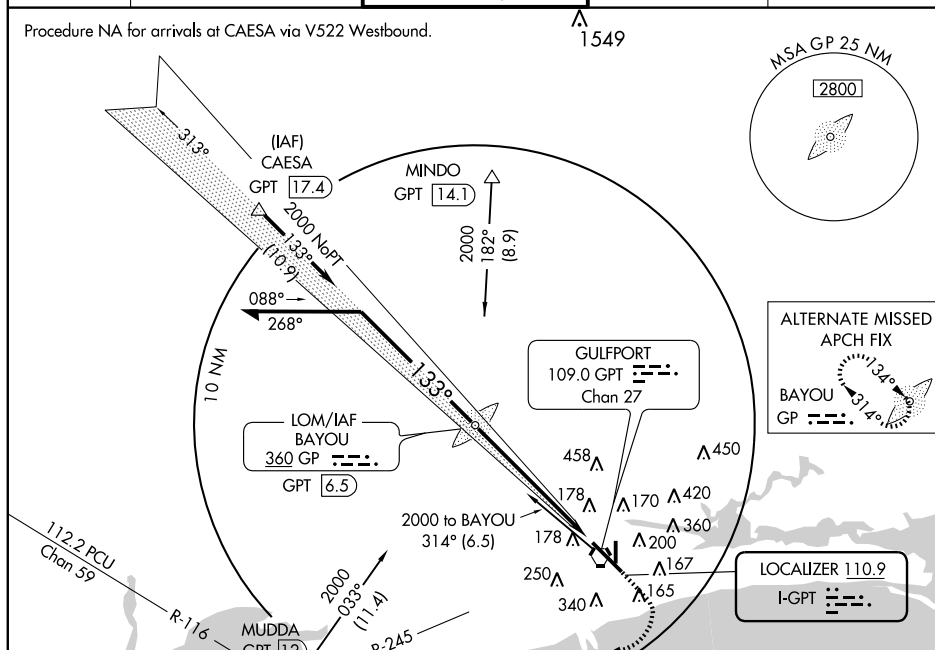 Procedure NA for arrivals at CAESA via V522 Westbound.
1549
MSA GP 25 NM
2800
313°
(IAF)
CAESA
GPT 17.4
2000 NoPT
133°
(10.9)
MINDO
GPT 14.1
2000
182°
(8.9)
088°
268°
10 NM
133°
GULFPORT
109.0 GPT
Chan 27
ALTERNATE MISSED
APCH FIX
BAYOU
GP
134°
314°
LOM/IAF
BAYOU
360 GP
GPT 6.5
458
450
178
170
420
360
2000 to BAYOU
314° (6.5)
178
200
167
250
340
165
LOCALIZER 110.9
I-GPT
112.2 PCU
Chan 59
R-116
2000
033°
(11.4)
MUDDA
GPT 12
R-245